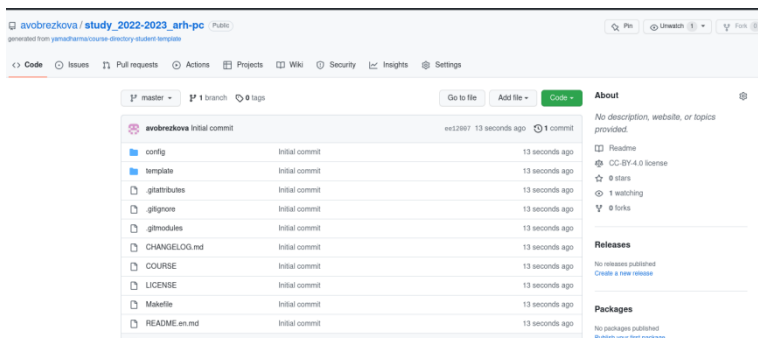 avobrezkova / study_2022-2023_arh-pc Public
Pin Unwatch 1 Fork 0
generated from yamadharma/course-directory-student-template
<> Code Issues Pull requests Actions Projects Wiki Security Insights Settings
master 1 branch 0 tags Go to file Add file Code
About
No description, website, or topics
provided.
Readme
CC-BY-4.0 license
0 stars
1 watching
0 forks
Releases
No releases published
Create a new release
Packages
No packages published
Publish your first package
avobrezkova Initial commit 13 seconds ago 1 commit
config Initial commit 13 seconds ago
template Initial commit 13 seconds ago
.gitattributes Initial commit 13 seconds ago
.gitignore Initial commit 13 seconds ago
.gitmodules Initial commit 13 seconds ago
CHANGELOG.md Initial commit 13 seconds ago
COURSE Initial commit 13 seconds ago
LICENSE Initial commit 13 seconds ago
Makefile Initial commit 13 seconds ago
README.en.md Initial commit 13 seconds ago